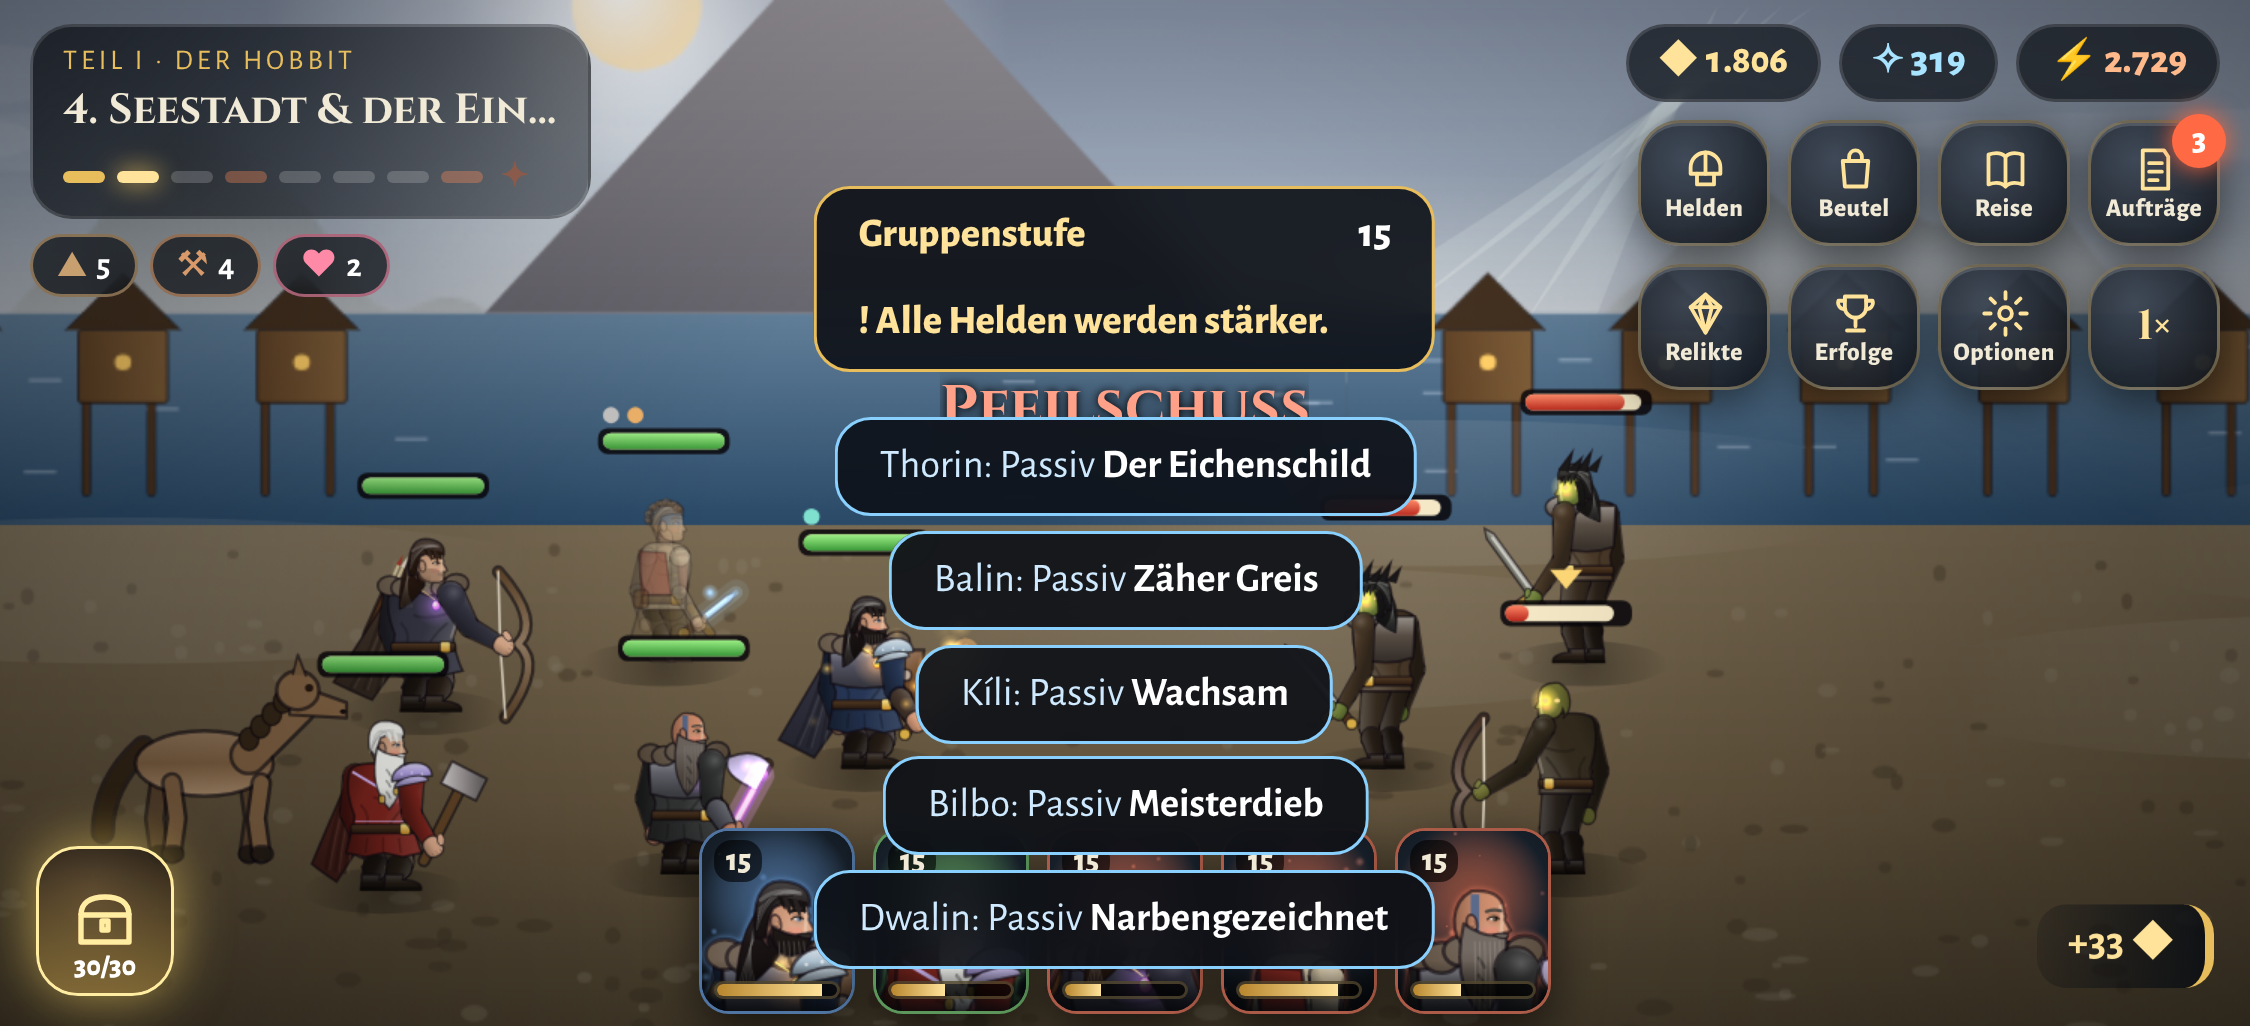 TEIL I · DER HOBBIT
4. Seestadt & der Ein...
5
4
2
1.806
319
2.729
Helden
Beutel
Reise
Aufträge
3
Relikte
Erfolge
Optionen
1×
Gruppenstufe 15
! Alle Helden werden stärker.
Pfeilschuss
Thorin: Passiv Der Eichenschild
Balin: Passiv Zäher Greis
Kíli: Passiv Wachsam
Bilbo: Passiv Meisterdieb
15
15
15
15
15
Dwalin: Passiv Narbengezeichnet
30/30
+33